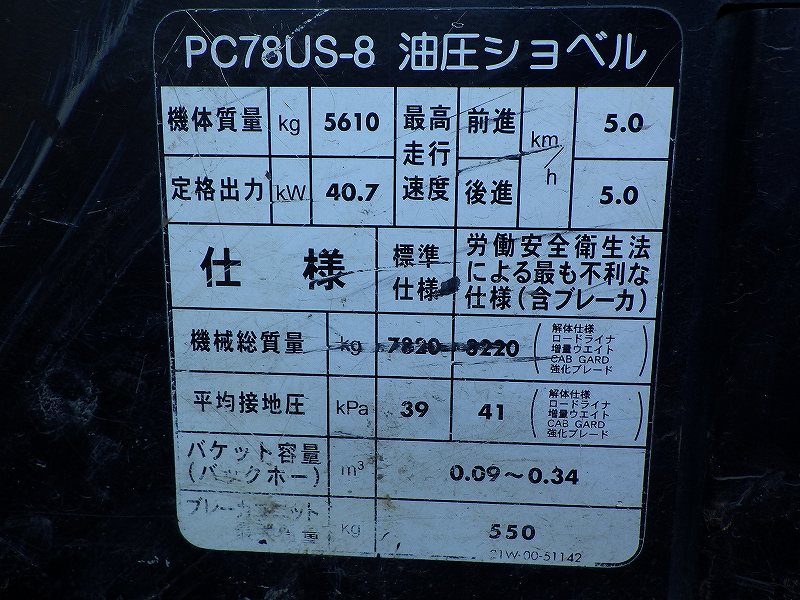 PC78US-8 油圧ショベル
機体質量 kg 5610 最高走行速度 前進 km/h 5.0
定格出力 kW 40.7 後進 5.0
仕様 標準仕様 労働安全衛生法
による最も不利な
仕様(含ブレーカ)
機械総質量 kg 7820 8220 (解体仕様
ロードライナ
増量ウエイト
CAB GARD
強化ブレード)
平均接地圧 kPa 39 41 (解体仕様
ロードライナ
増量ウエイト
CAB GARD
強化ブレード)
バケット容量
(バックホー) m³ 0.09～0.34
kg 550
21W-00-51142